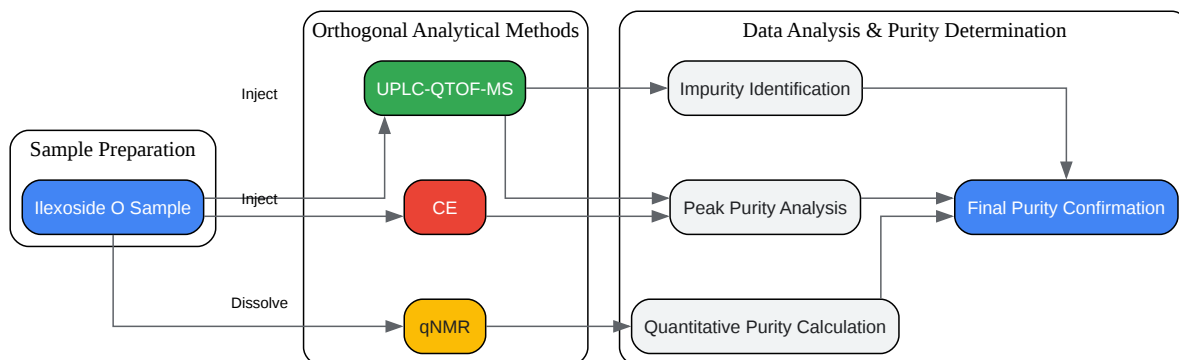 Orthogonal Analytical Methods
Data Analysis & Purity Determination
Inject
UPLC-QTOF-MS
Impurity Identification
Sample Preparation
Ilexoside O Sample
Inject
CE
Peak Purity Analysis
Final Purity Confirmation
Dissolve
qNMR
Quantitative Purity Calculation